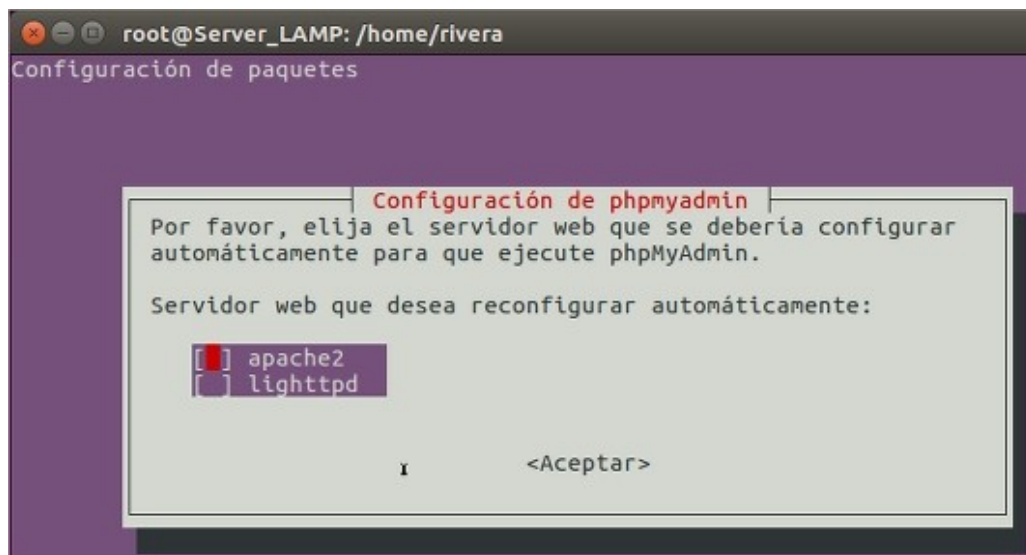 root@Server_LAMP: /home/rivera
Configuración de paquetes
Configuración de phpmyadmin
Por favor, elija el servidor web que se debería configurar
automáticamente para que ejecute phpMyAdmin.
Servidor web que desea reconfigurar automáticamente:
[ ] apache2
[ ] lighttpd
<Aceptar>